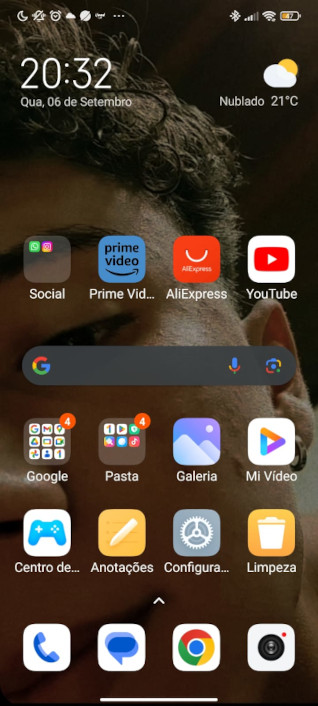 20:32
47
Qua, 06 de Setembro
Nublado 21°C
prime
video
AliExpress
Social
Prime Vid...
AliExpress
YouTube
4
4
Google
Pasta
Galeria
Mi Vídeo
Centro de...
Anotações
Configura...
Limpeza